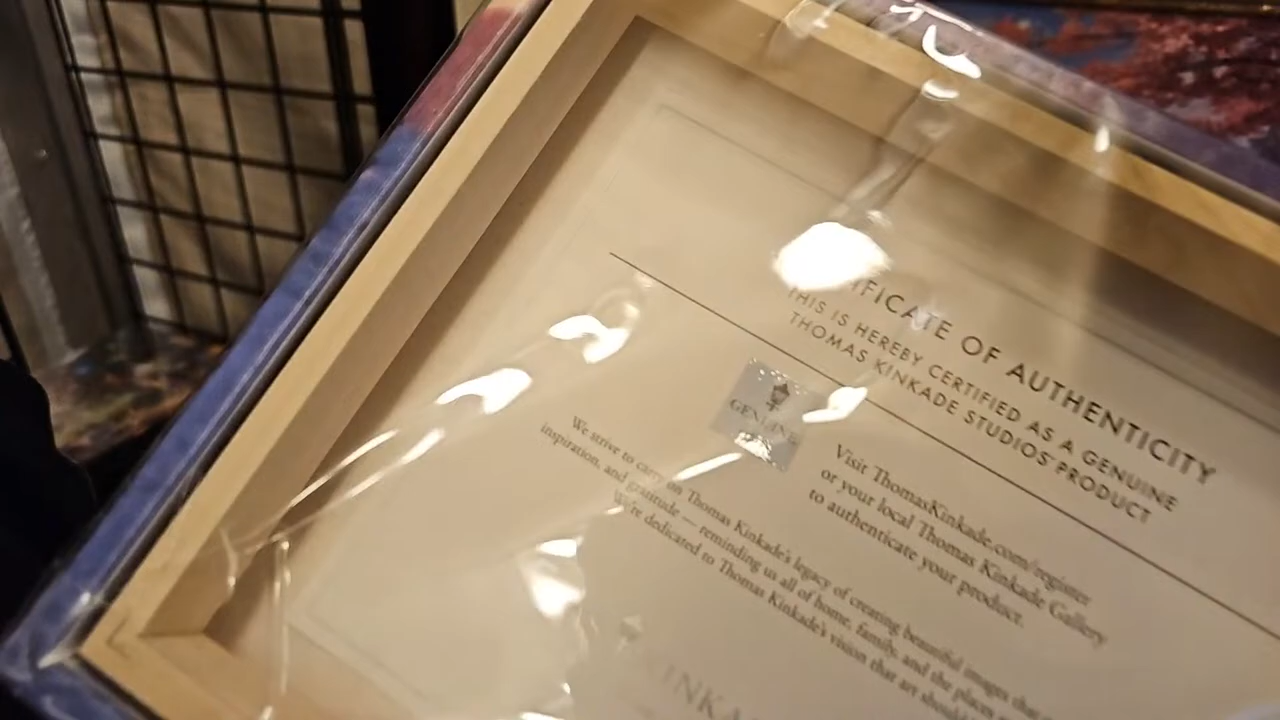 OF AUTHENTICITY
THIS IS HEREBY CERTIFIED AS A GENUINE
THOMAS KINKADE STUDIOS PRODUCT
GENUINE
Visit ThomasKinkade.com/register
or your local Thomas Kinkade Gallery
to authenticate your product.
We strive to carry on Thomas Kinkade's legacy of creating beautiful images
inspiration, and gratitude — reminding us all of home, family, and the places
We're dedicated to Thomas Kinkade's vision that art should